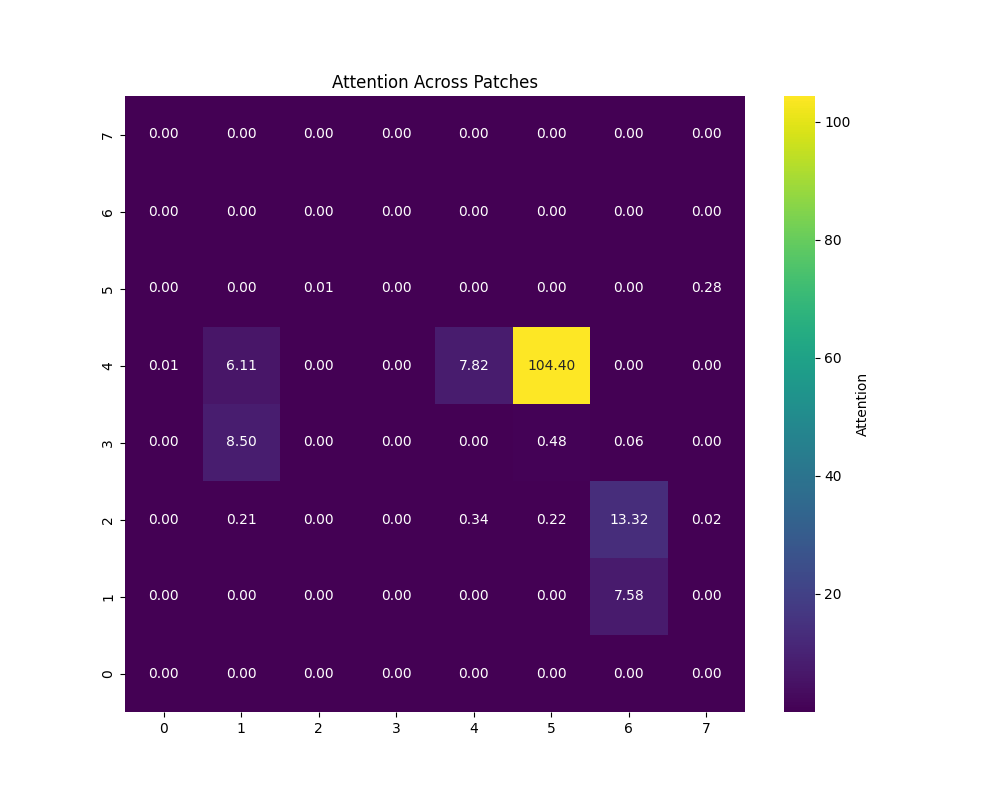 Attention Across Patches
7 0.00 0.00 0.00 0.00 0.00 0.00 0.00 0.00
6 0.00 0.00 0.00 0.00 0.00 0.00 0.00 0.00
5 0.00 0.00 0.01 0.00 0.00 0.00 0.00 0.28
4 0.01 6.11 0.00 0.00 7.82 104.40 0.00 0.00
3 0.00 8.50 0.00 0.00 0.00 0.48 0.06 0.00
2 0.00 0.21 0.00 0.00 0.34 0.22 13.32 0.02
1 0.00 0.00 0.00 0.00 0.00 0.00 7.58 0.00
0 0.00 0.00 0.00 0.00 0.00 0.00 0.00 0.00
0 1 2 3 4 5 6 7
100
80
60
40
20
Attention